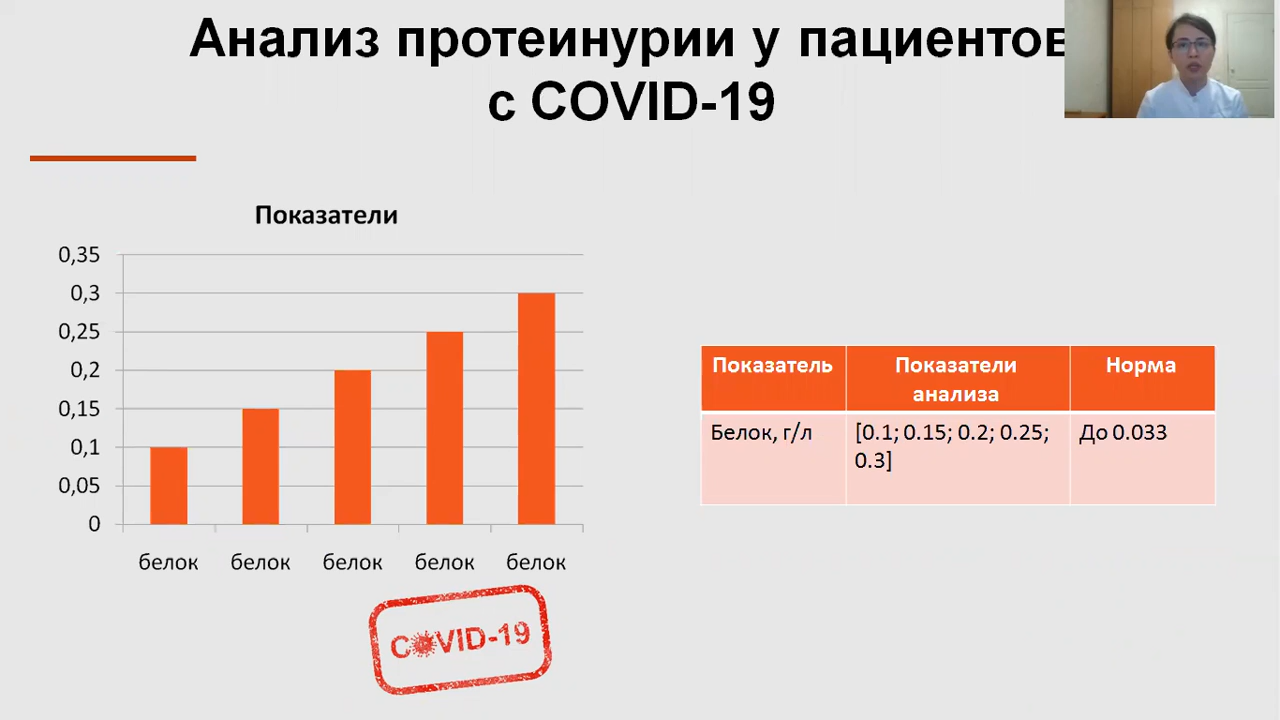 Анализ протеинурии у пациентов
с COVID-19
Показатели
0,35
0,3
0,25
0,2
0,15
0,1
0,05
0
белок белок белок белок белок
COVID-19
Показатель Показатели анализа Норма
Белок, г/л [0.1; 0.15; 0.2; 0.25; До 0.033
0.3]